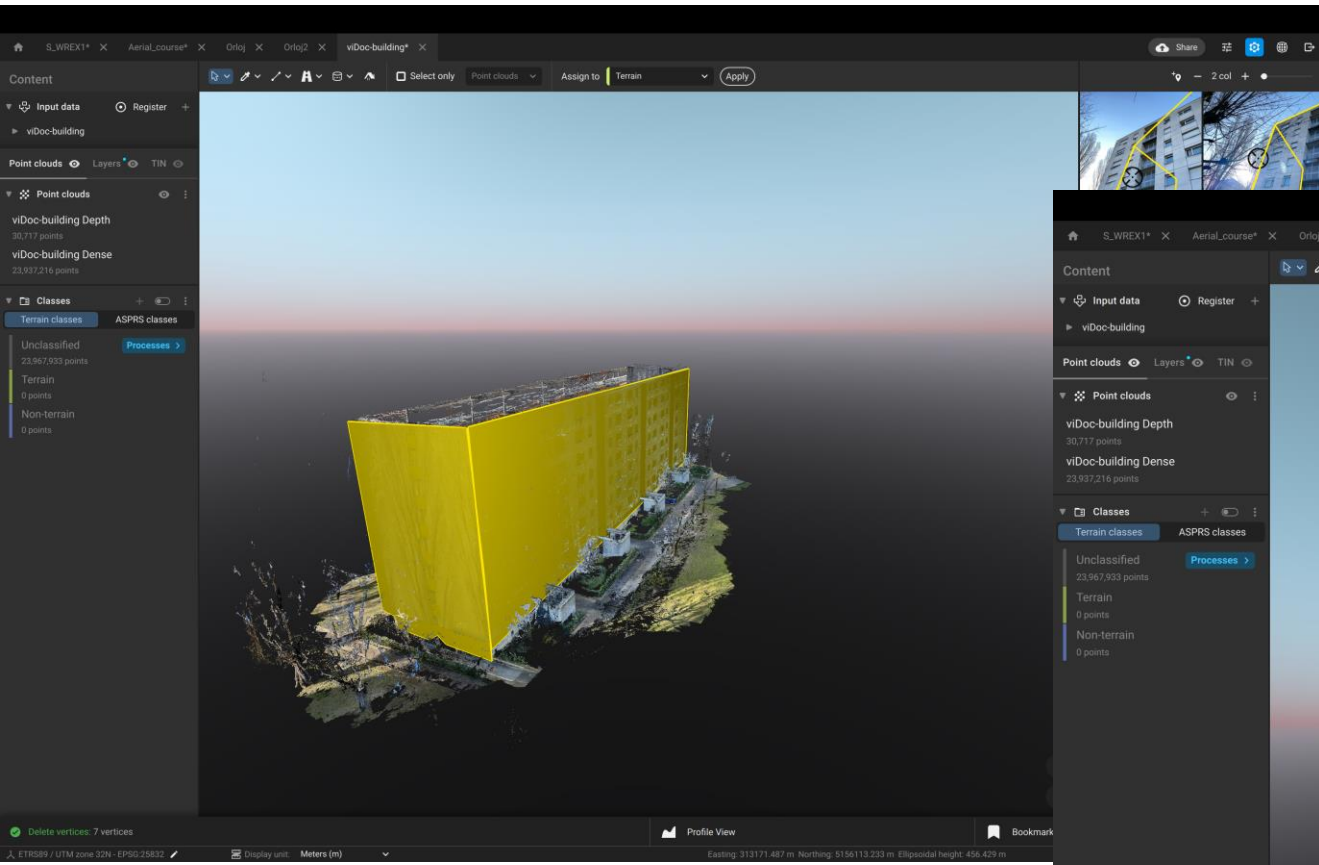 S_WREX1* Aerial_course* Orloj Orloj2 viDoc-building*
Share
Content
Select only Point clouds Assign to Terrain Apply
2 col
Input data Register
viDoc-building
Point clouds Layers TIN
Point clouds
viDoc-building Depth
30,717 points
viDoc-building Dense
23,937,216 points
Classes
Terrain classes ASPRS classes
Unclassified Processes
23,967,933 points
Terrain
0 points
Non-terrain
0 points
Delete vertices: 7 vertices
Profile View
Bookmark
ETRS89 / UTM zone 32N - EPSG:25832 Display unit: Meters (m)
Easting: 313171.487 m Northing: 5156113.233 m Ellipsoidal height: 456.429 m
S_WREX1* Aerial_course* Orloj
Content
Input data Register
viDoc-building
Point clouds Layers TIN
Point clouds
viDoc-building Depth
30,717 points
viDoc-building Dense
23,937,216 points
Classes
Terrain classes ASPRS classes
Unclassified Processes
23,967,933 points
Terrain
0 points
Non-terrain
0 points